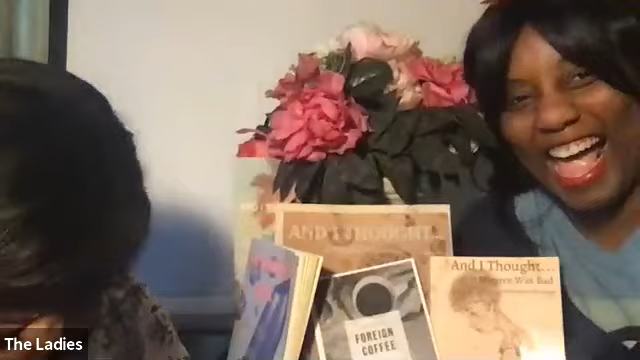 AND I THOUGHT...
And I Thought...
Was Bad
FOREIGN
COFFEE
The Ladies